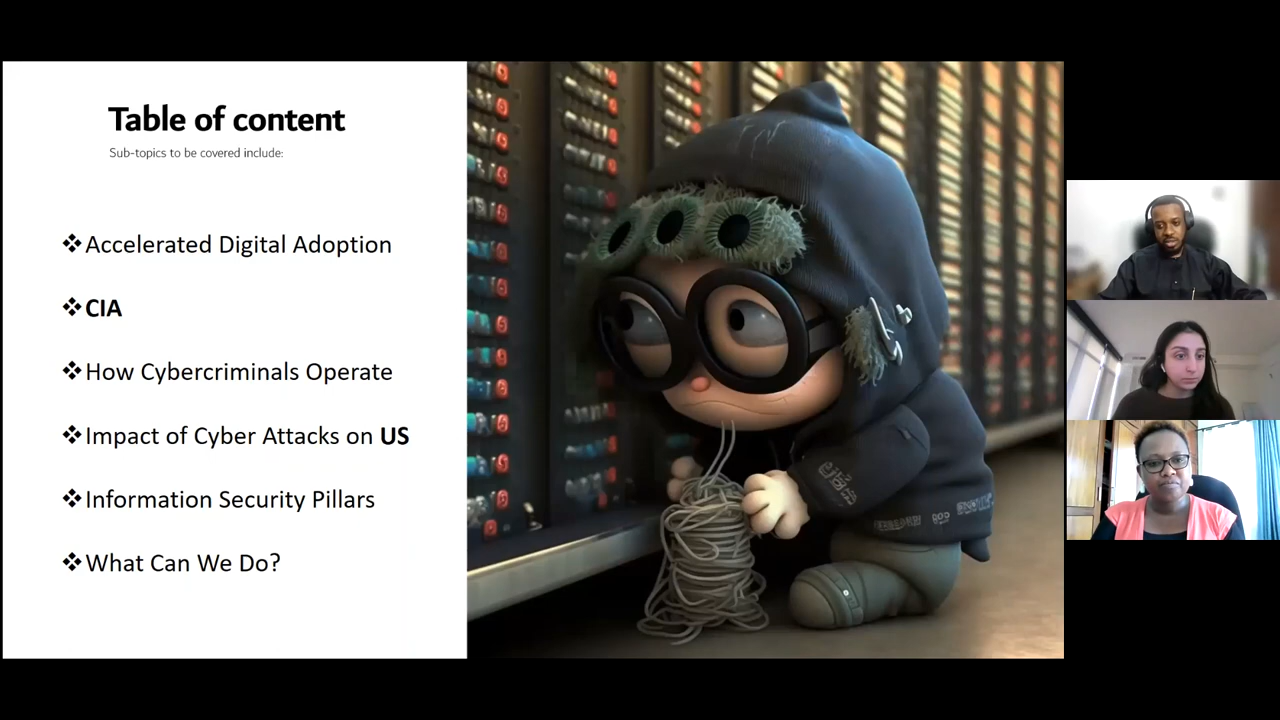 Table of content
Sub-topics to be covered include:
❖Accelerated Digital Adoption
❖CIA
❖How Cybercriminals Operate
❖Impact of Cyber Attacks on US
❖Information Security Pillars
❖What Can We Do?